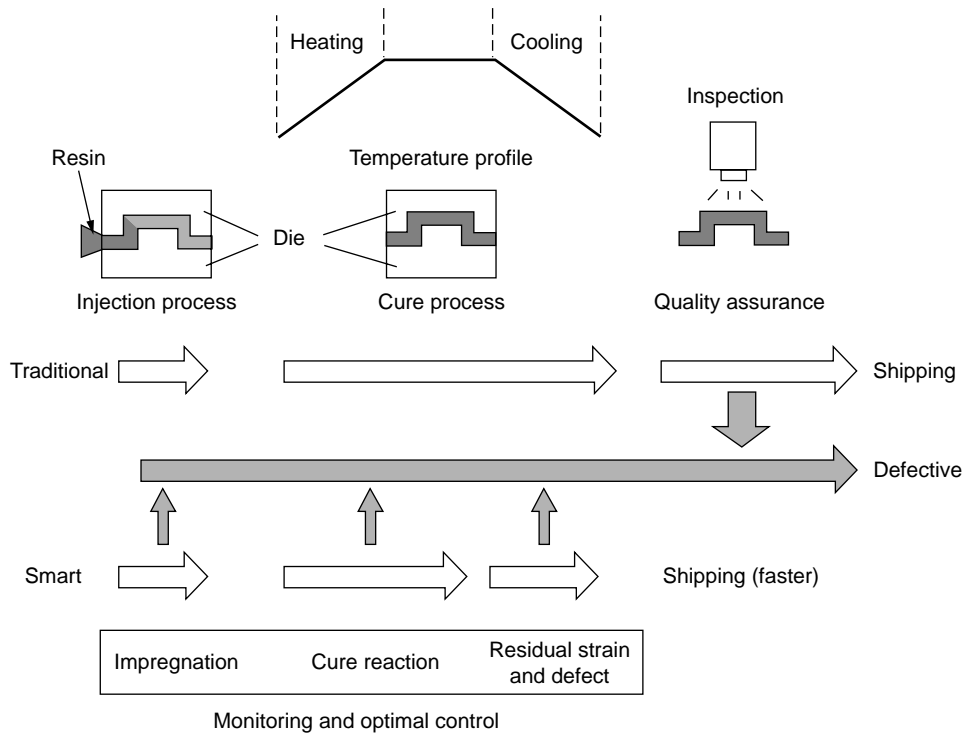 Heating
Cooling
Inspection
Resin
Temperature profile
Die
Injection process
Cure process
Quality assurance
Traditional
Shipping
Defective
Smart
Shipping (faster)
Impregnation
Cure reaction
Residual strain
and defect
Monitoring and optimal control